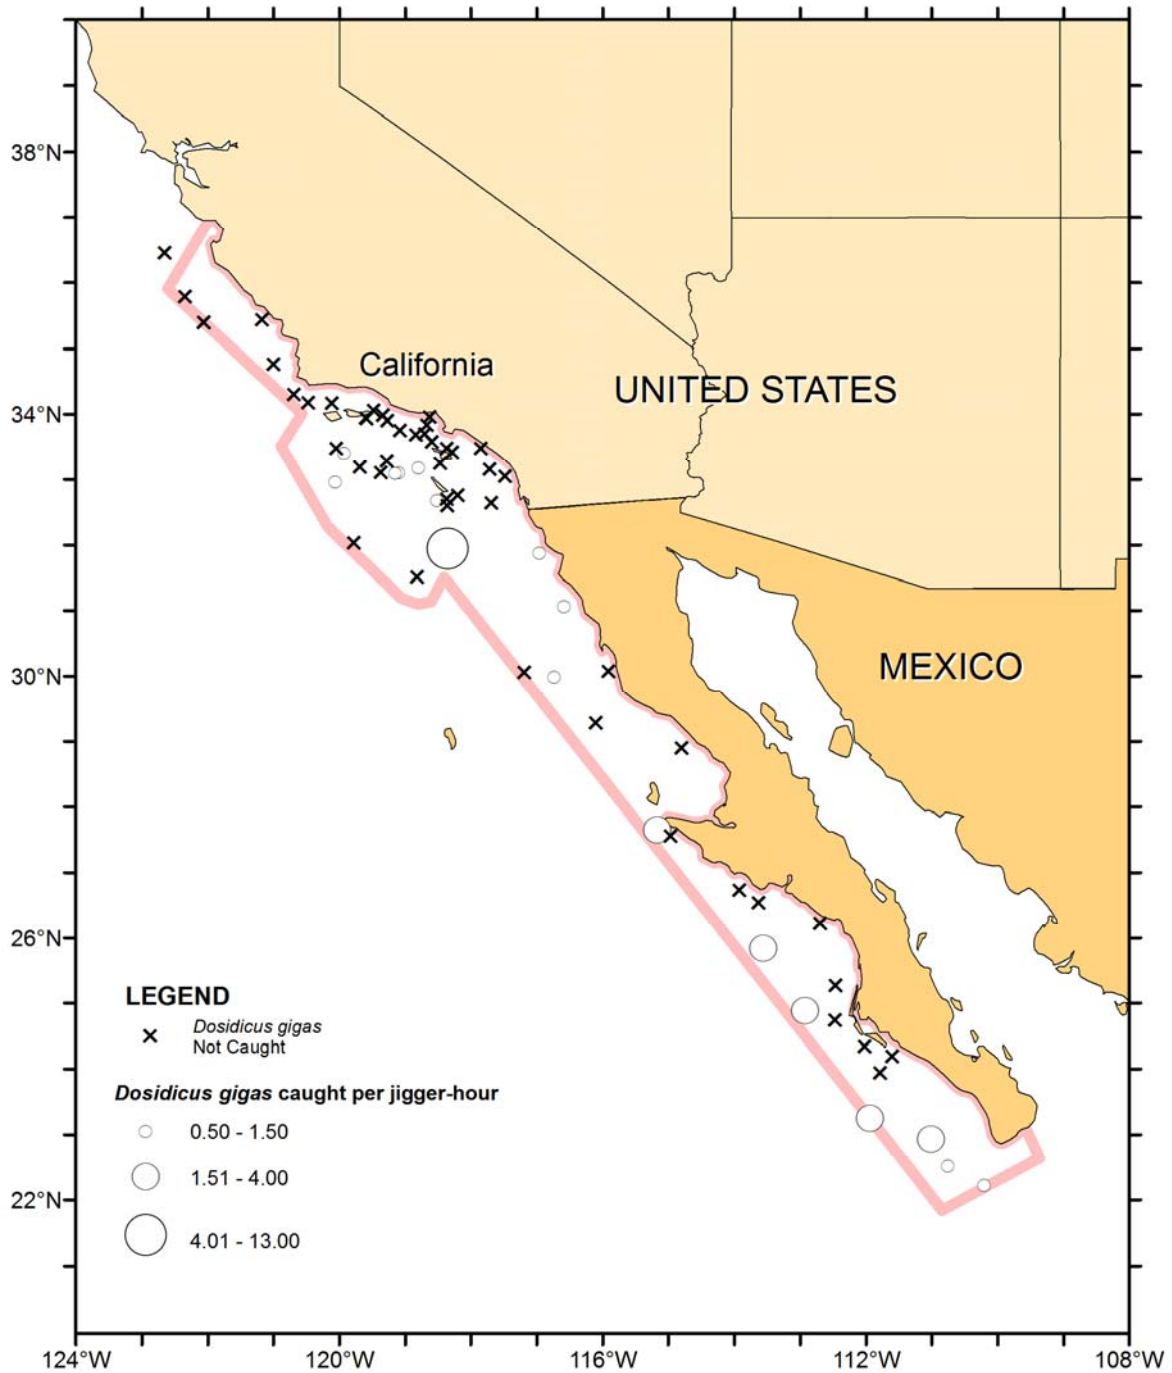 38°N
California
UNITED STATES
34°N
30°N
MEXICO
26°N
LEGEND
Dosidicus gigas
Not Caught
Dosidicus gigas caught per jigger-hour
0.50 - 1.50
1.51 - 4.00
22°N
4.01 - 13.00
124°W 120°W 116°W 112°W 108°W